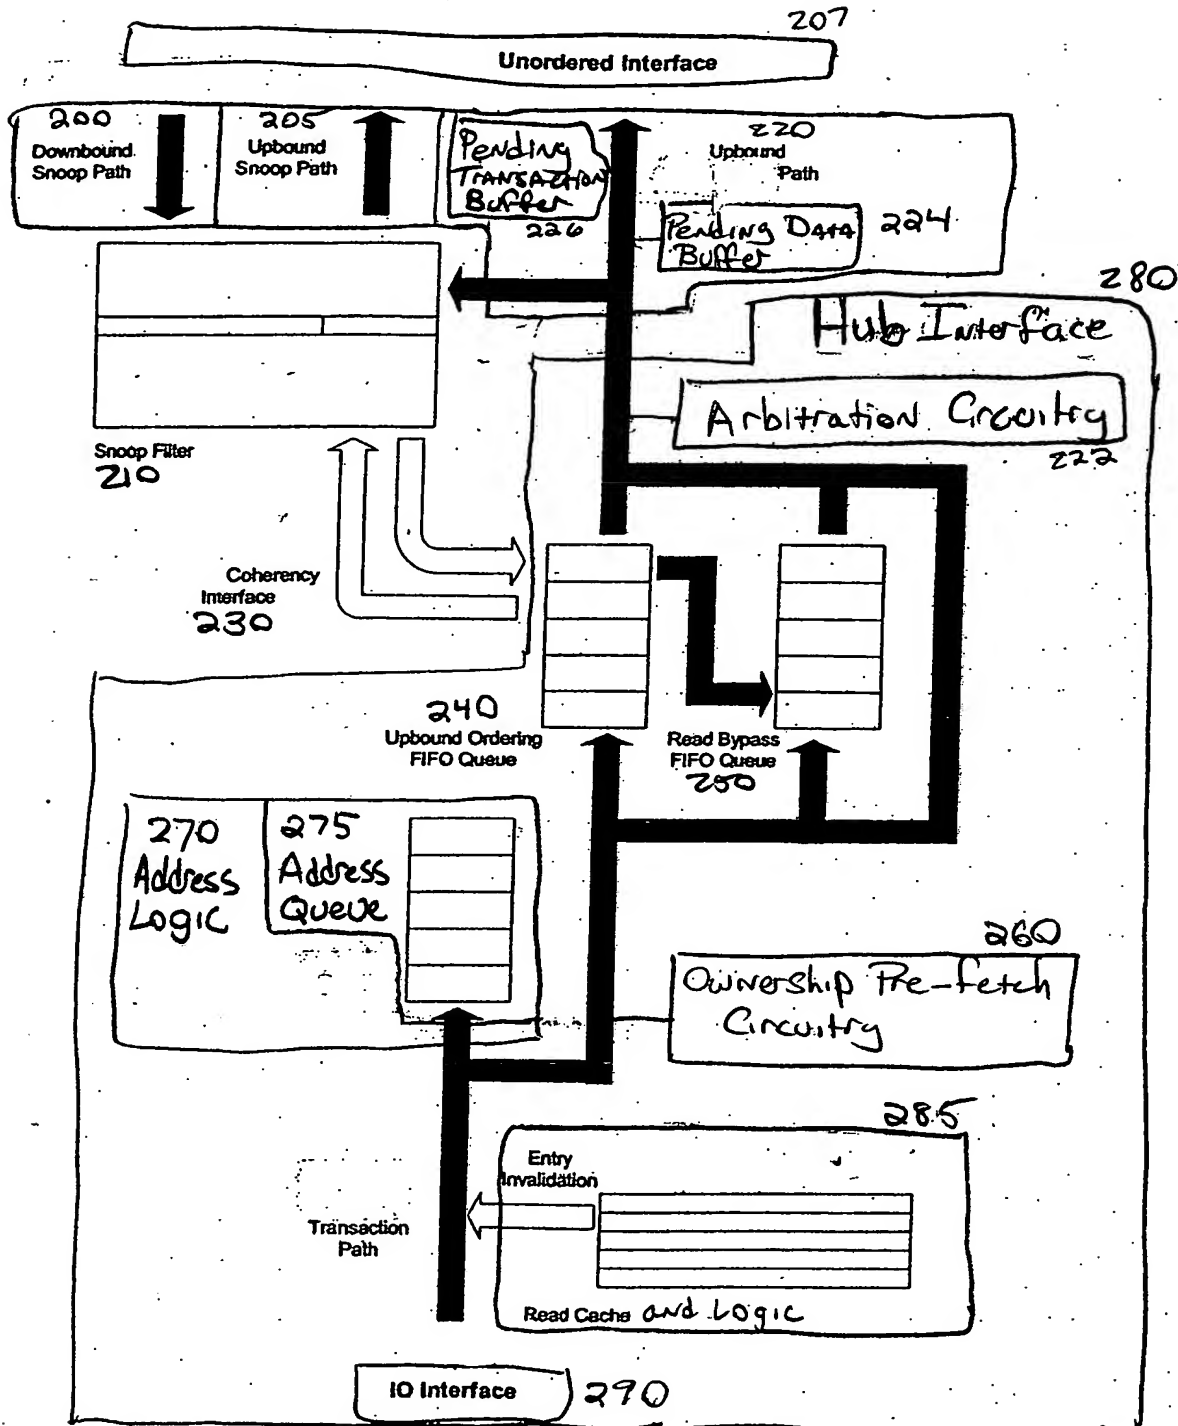 207
Unordered Interface
200
Downbound
Snoop Path
205
Upbound
Snoop Path
Pending
Transaction
Buffer
226
220
Upbound
Path
Pending Data
Buffer
224
280
Hub Interface
Arbitration Circuitry
222
Snoop Filter
210
Coherency
Interface
230
240
Upbound Ordering
FIFO Queue
Read Bypass
FIFO Queue
250
270
Address
Logic
275
Address
Queue
260
Ownership Pre-fetch
Circuitry
285
Entry
Invalidation
Transaction
Path
Read Cache and Logic
IO Interface
290